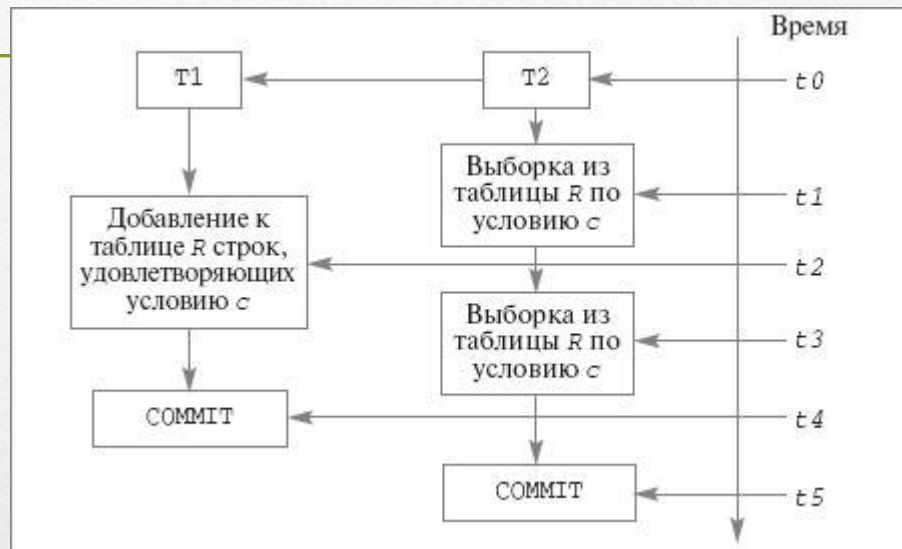 Время
T1
T2
t0
Выборка из
таблицы R по
условию c
t1
Добавление к
таблице R строк,
удовлетворяющих
условию c
t2
Выборка из
таблицы R по
условию c
t3
COMMIT
t4
COMMIT
t5